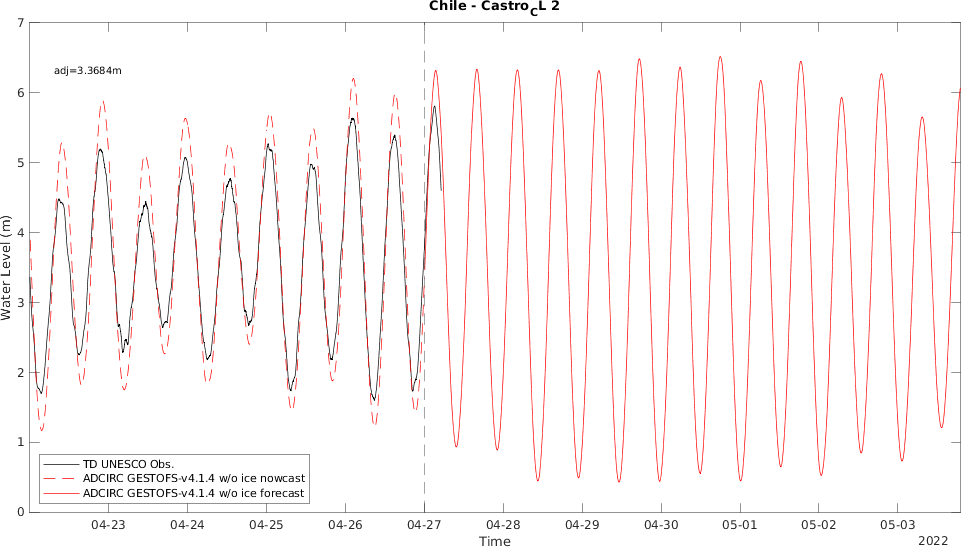 Chile - Castro_CL 2
adj=3.3684m
7
6
5
4
3
2
1
0
Water Level (m)
TD UNESCO Obs.
ADCIRC GESTOFS-v4.1.4 w/o ice nowcast
ADCIRC GESTOFS-v4.1.4 w/o ice forecast
04-23 04-24 04-25 04-26 04-27 04-28 04-29 04-30 05-01 05-02 05-03
Time
2022